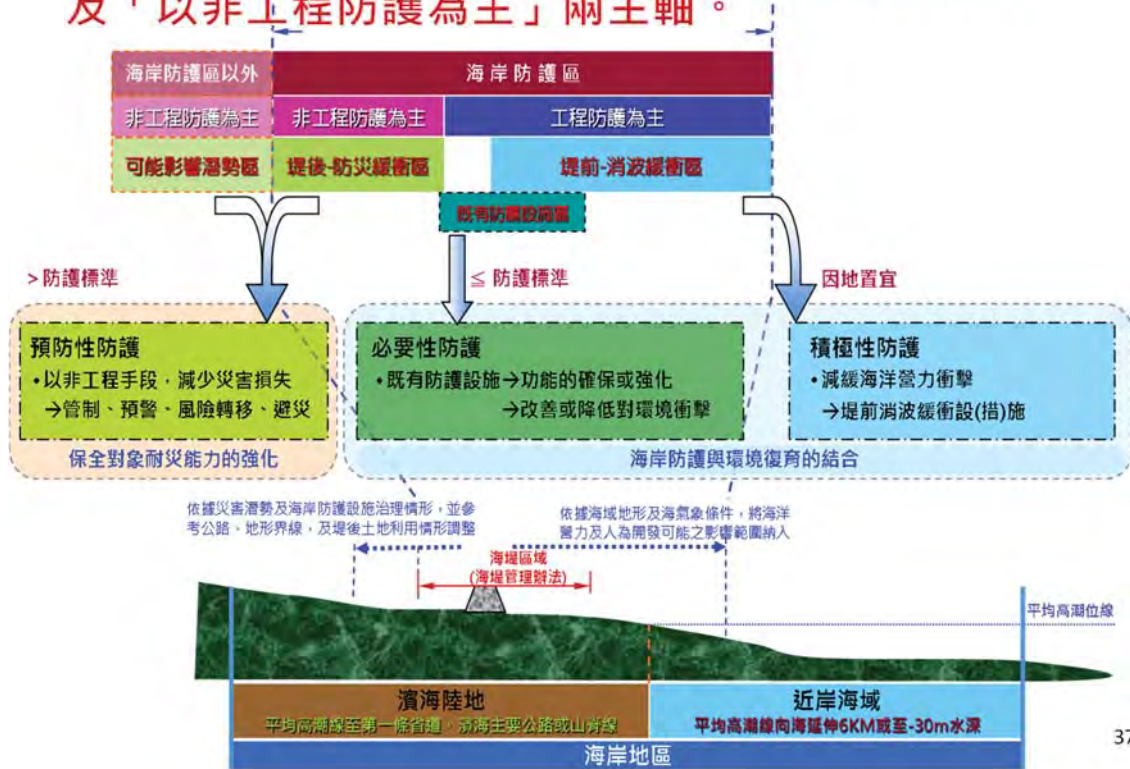 及「以非工程防護為主」兩主軸。
海岸防護區以外
海岸防護區
非工程防護為主
非工程防護為主
工程防護為主
可能影響潛勢區
堤後-防災緩衝區
堤前-消波緩衝區
既有防護設施區
＞防護標準
≦ 防護標準
因地置宜
預防性防護
•以非工程手段，減少災害損失
→管制、預警、風險轉移、避災
必要性防護
•既有防護設施→功能的確保或強化
→改善或降低對環境衝擊
積極性防護
•減緩海洋營力衝擊
→堤前消波緩衝設(措)施
保全對象耐災能力的強化
海岸防護與環境復育的結合
依據災害潛勢及海岸防護設施治理情形，並參
考公路、地形界線，及堤後土地利用情形調整
依據海域地形及海氣象條件，將海洋
營力及人為開發可能之影響範圍納入
海堤區域
(海堤管理辦法)
平均高潮位線
濱海陸地
平均高潮線至第一條省道、濱海主要公路或山脊線
近岸海域
平均高潮線向海延伸6KM或至-30m水深
海岸地區
37